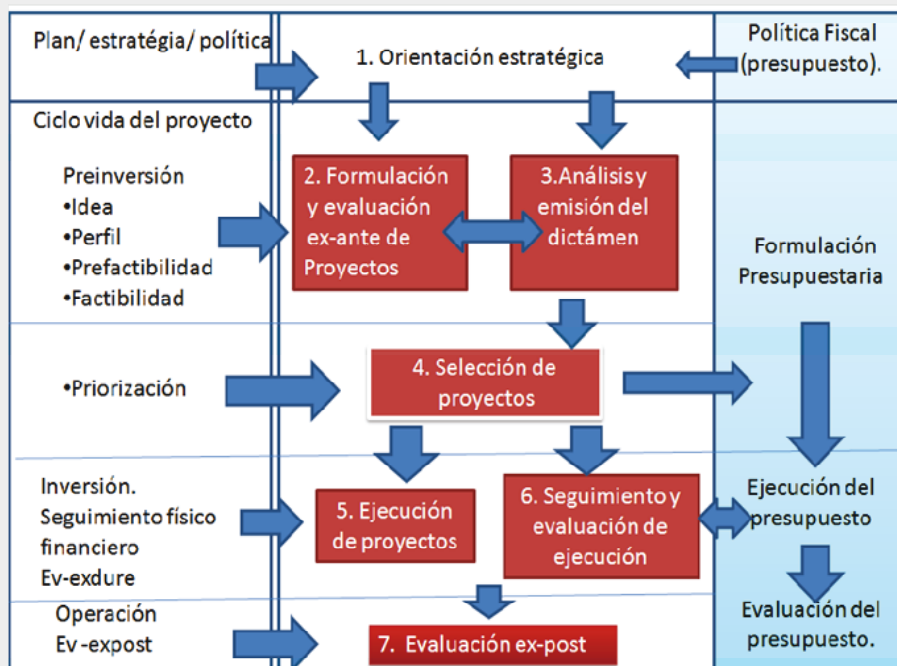 Plan/ estratégia/ política
1. Orientación estratégica
Política Fiscal
(presupuesto).
Ciclo vida del proyecto
Preinversión
•Idea
•Perfil
•Prefactibilidad
•Factibilidad
2. Formulación
y evaluación
ex-ante de
Proyectos
3.Análisis y
emisión del
dictámen
Formulación
Presupuestaria
•Priorización
4. Selección de
proyectos
Inversión.
Seguimiento físico
financiero
Ev-exdure
5. Ejecución
de proyectos
6. Seguimiento y
evaluación de
ejecución
Ejecución del
presupuesto
Operación
Ev -expost
7. Evaluación ex-post
Evaluación del
presupuesto.